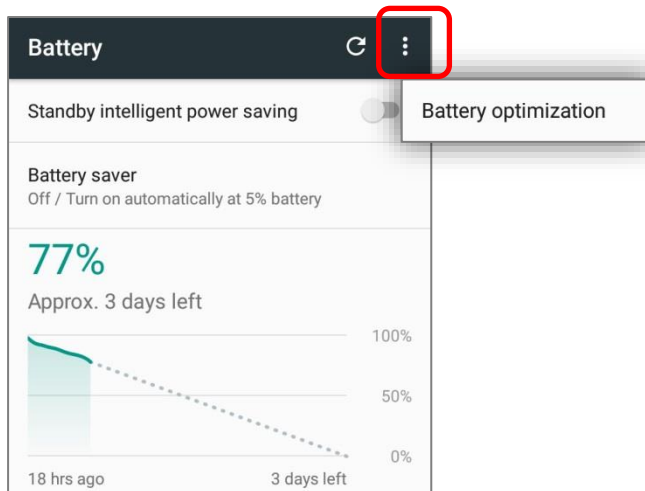 Battery
Battery optimization
Standby intelligent power saving
Battery saver
Off / Turn on automatically at 5% battery
77%
Approx. 3 days left
100%
50%
0%
18 hrs ago 3 days left